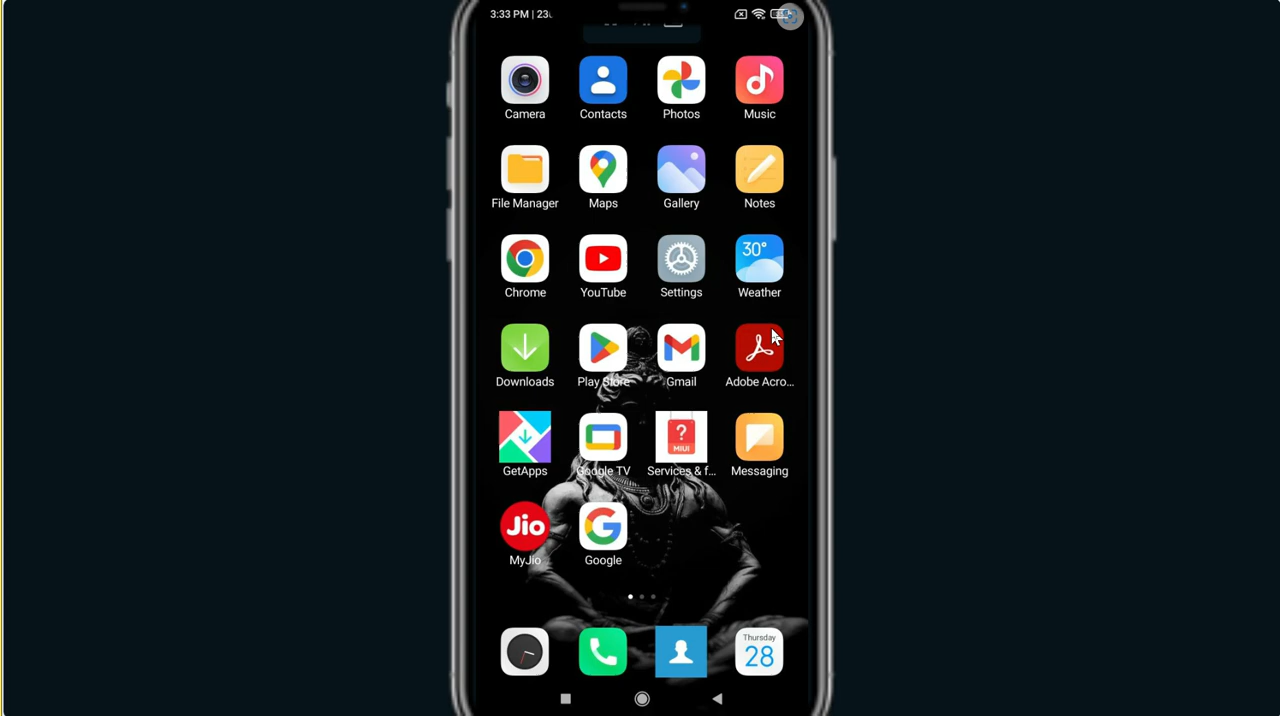 3:33 PM | 23
Camera Contacts Photos Music
File Manager Maps Gallery Notes
30°
Chrome YouTube Settings Weather
Downloads Play Store Gmail Adobe Acro...
?
MIUI
GetApps Google TV Services & f... Messaging
Jio
MyJio Google
Thursday
28